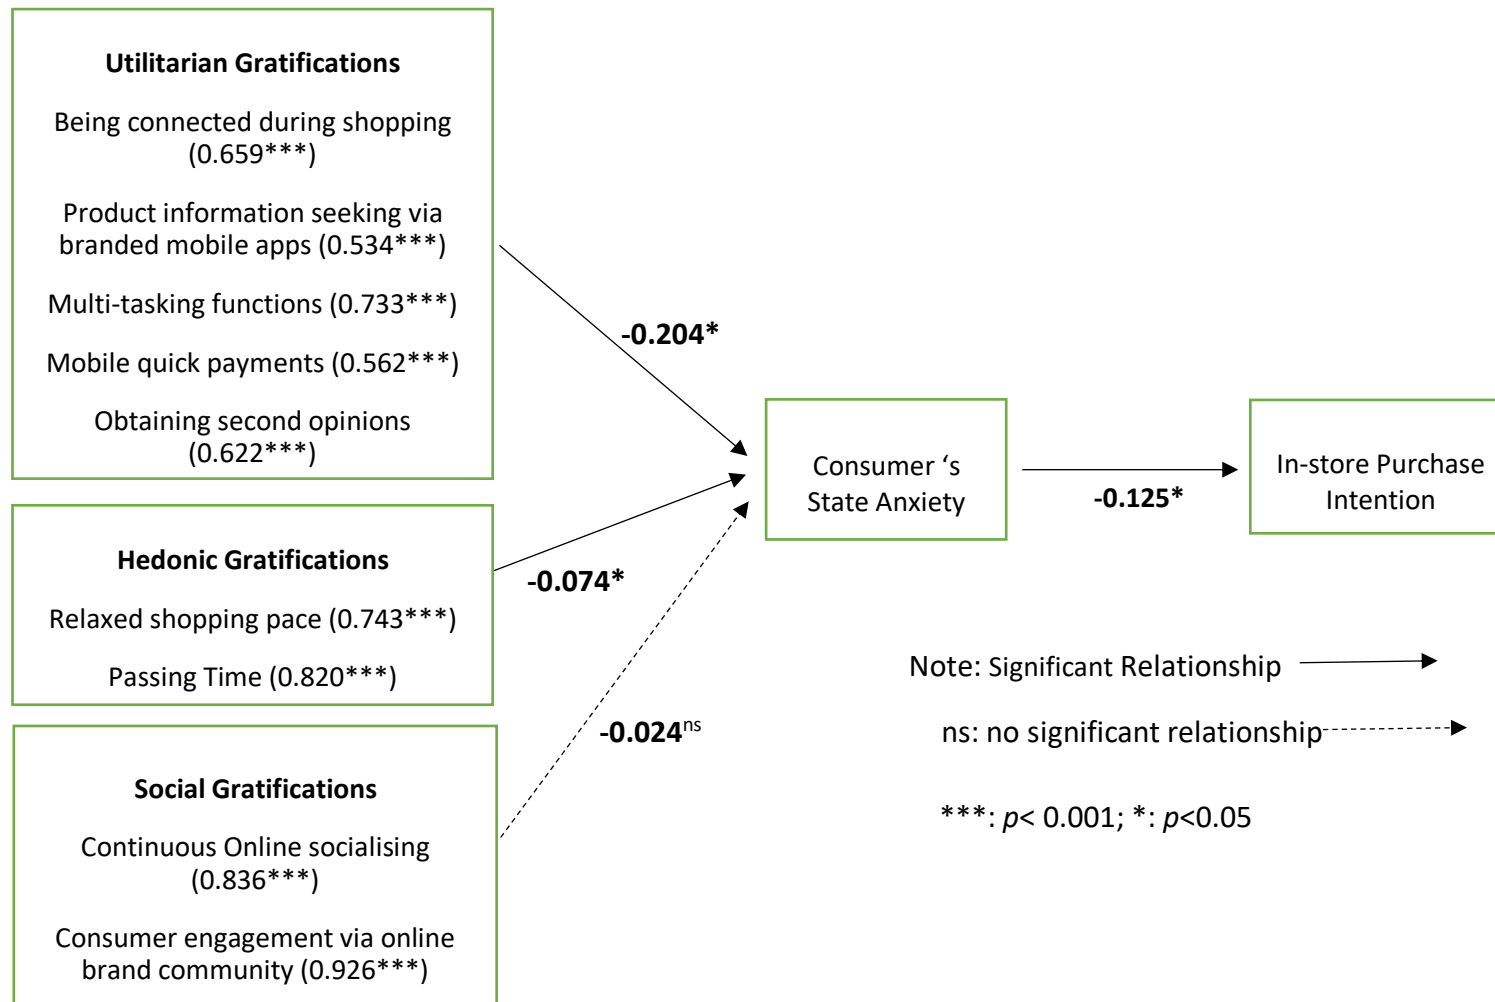 Utilitarian Gratifications
Being connected during shopping
(0.659***)
Product information seeking via
branded mobile apps (0.534***)
Multi-tasking functions (0.733***)
Mobile quick payments (0.562***)
Obtaining second opinions
(0.622***)
Hedonic Gratifications
Relaxed shopping pace (0.743***)
Passing Time (0.820***)
Social Gratifications
Continuous Online socialising
(0.836***)
Consumer engagement via online
brand community (0.926***)
-0.204*
-0.074*
-0.024ns
Consumer ‘s
State Anxiety
-0.125*
In-store Purchase
Intention
Note: Significant Relationship
ns: no significant relationship
***: p< 0.001; *: p<0.05